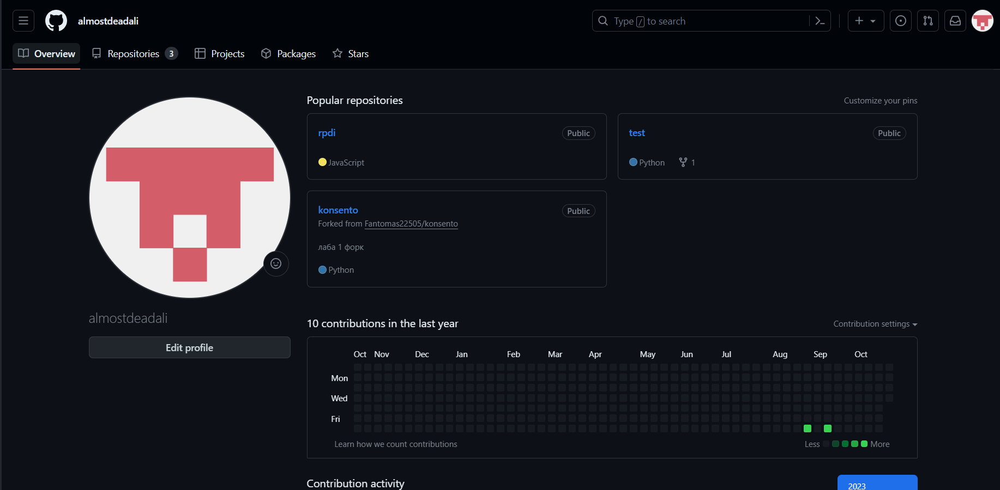 almostdeadali
Type / to search
Overview
Repositories 3
Projects
Packages
Stars
Popular repositories
Customize your pins
rpdi
Public
JavaScript
test
Public
Python
1
konsento
Public
Forked from Fantomas22505/konsento
лаба 1 форк
Python
almostdeadali
Edit profile
10 contributions in the last year
Contribution settings
Oct Nov Dec Jan Feb Mar Apr May Jun Jul Aug Sep Oct
Mon
Wed
Fri
Learn how we count contributions
Less
More
Contribution activity
2023